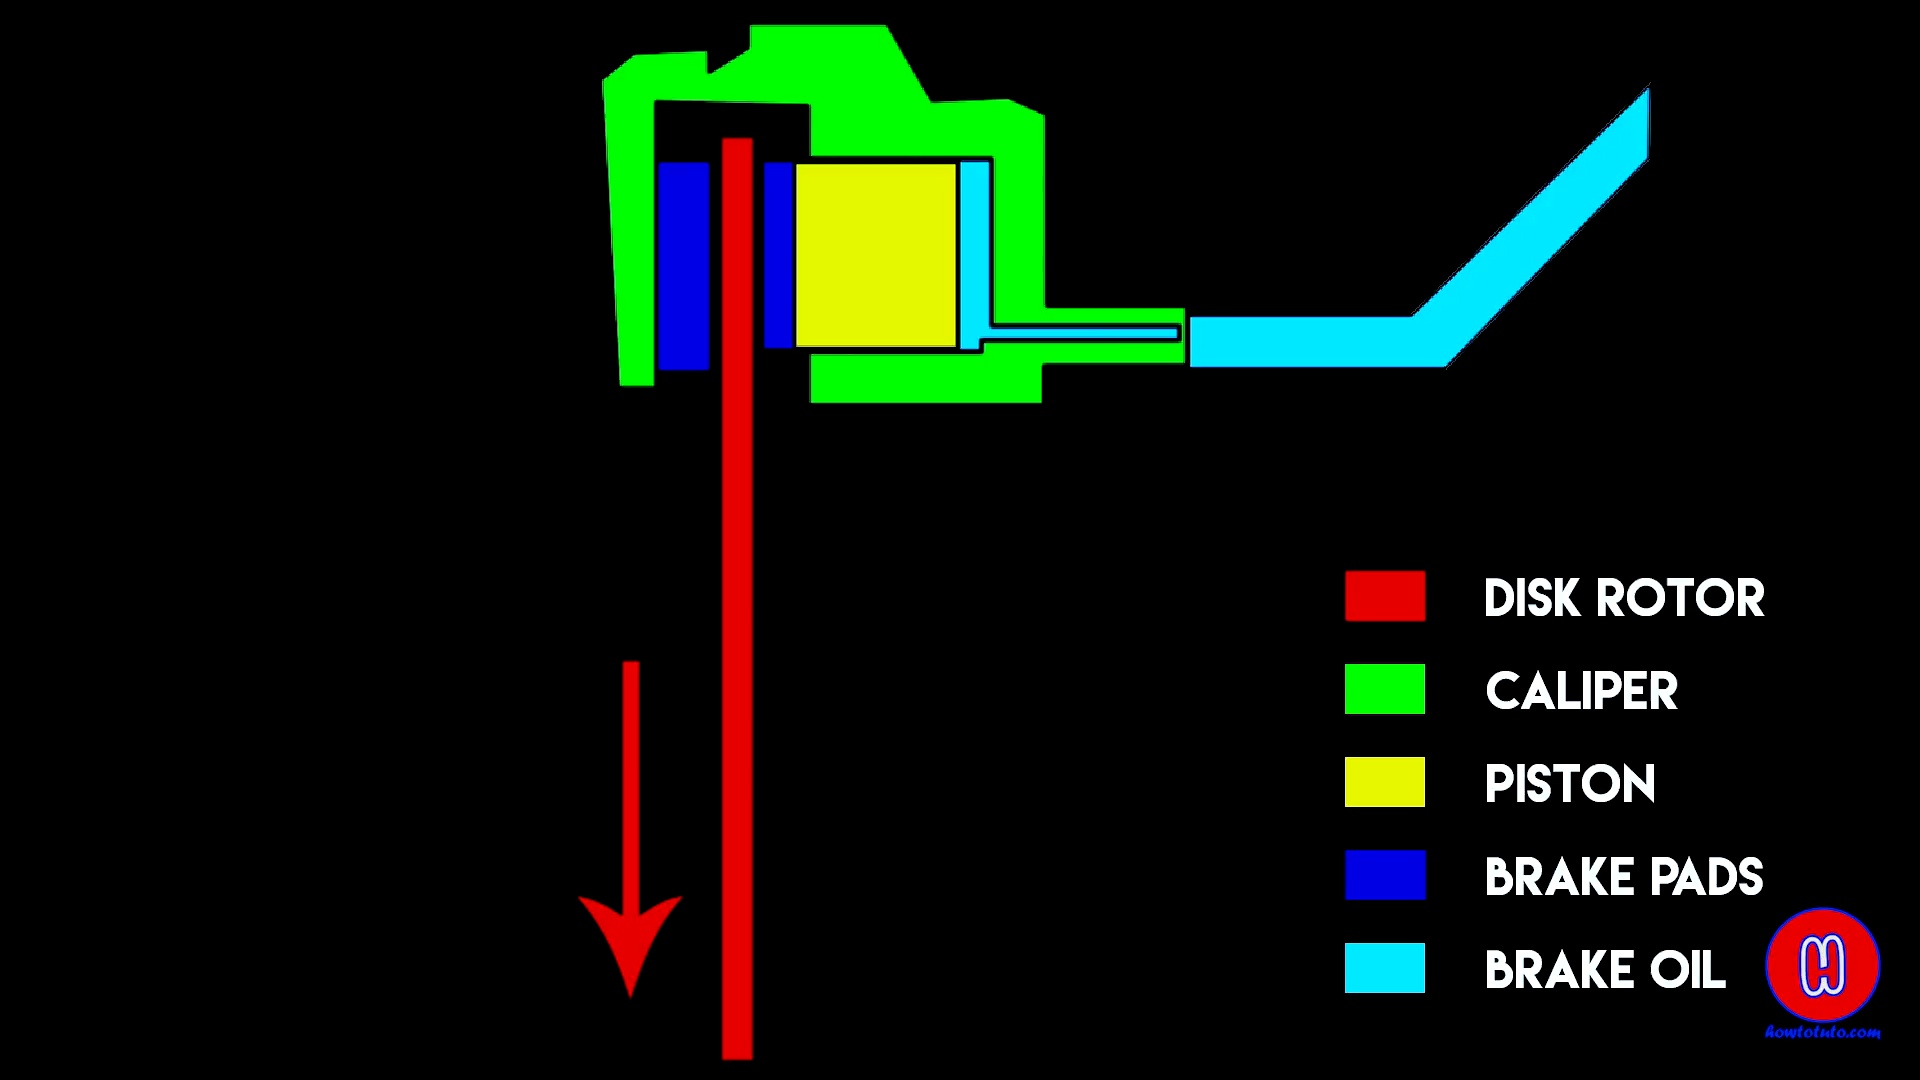 DISK ROTOR
CALIPER
PISTON
BRAKE PADS
BRAKE OIL
H
howtotuto.com